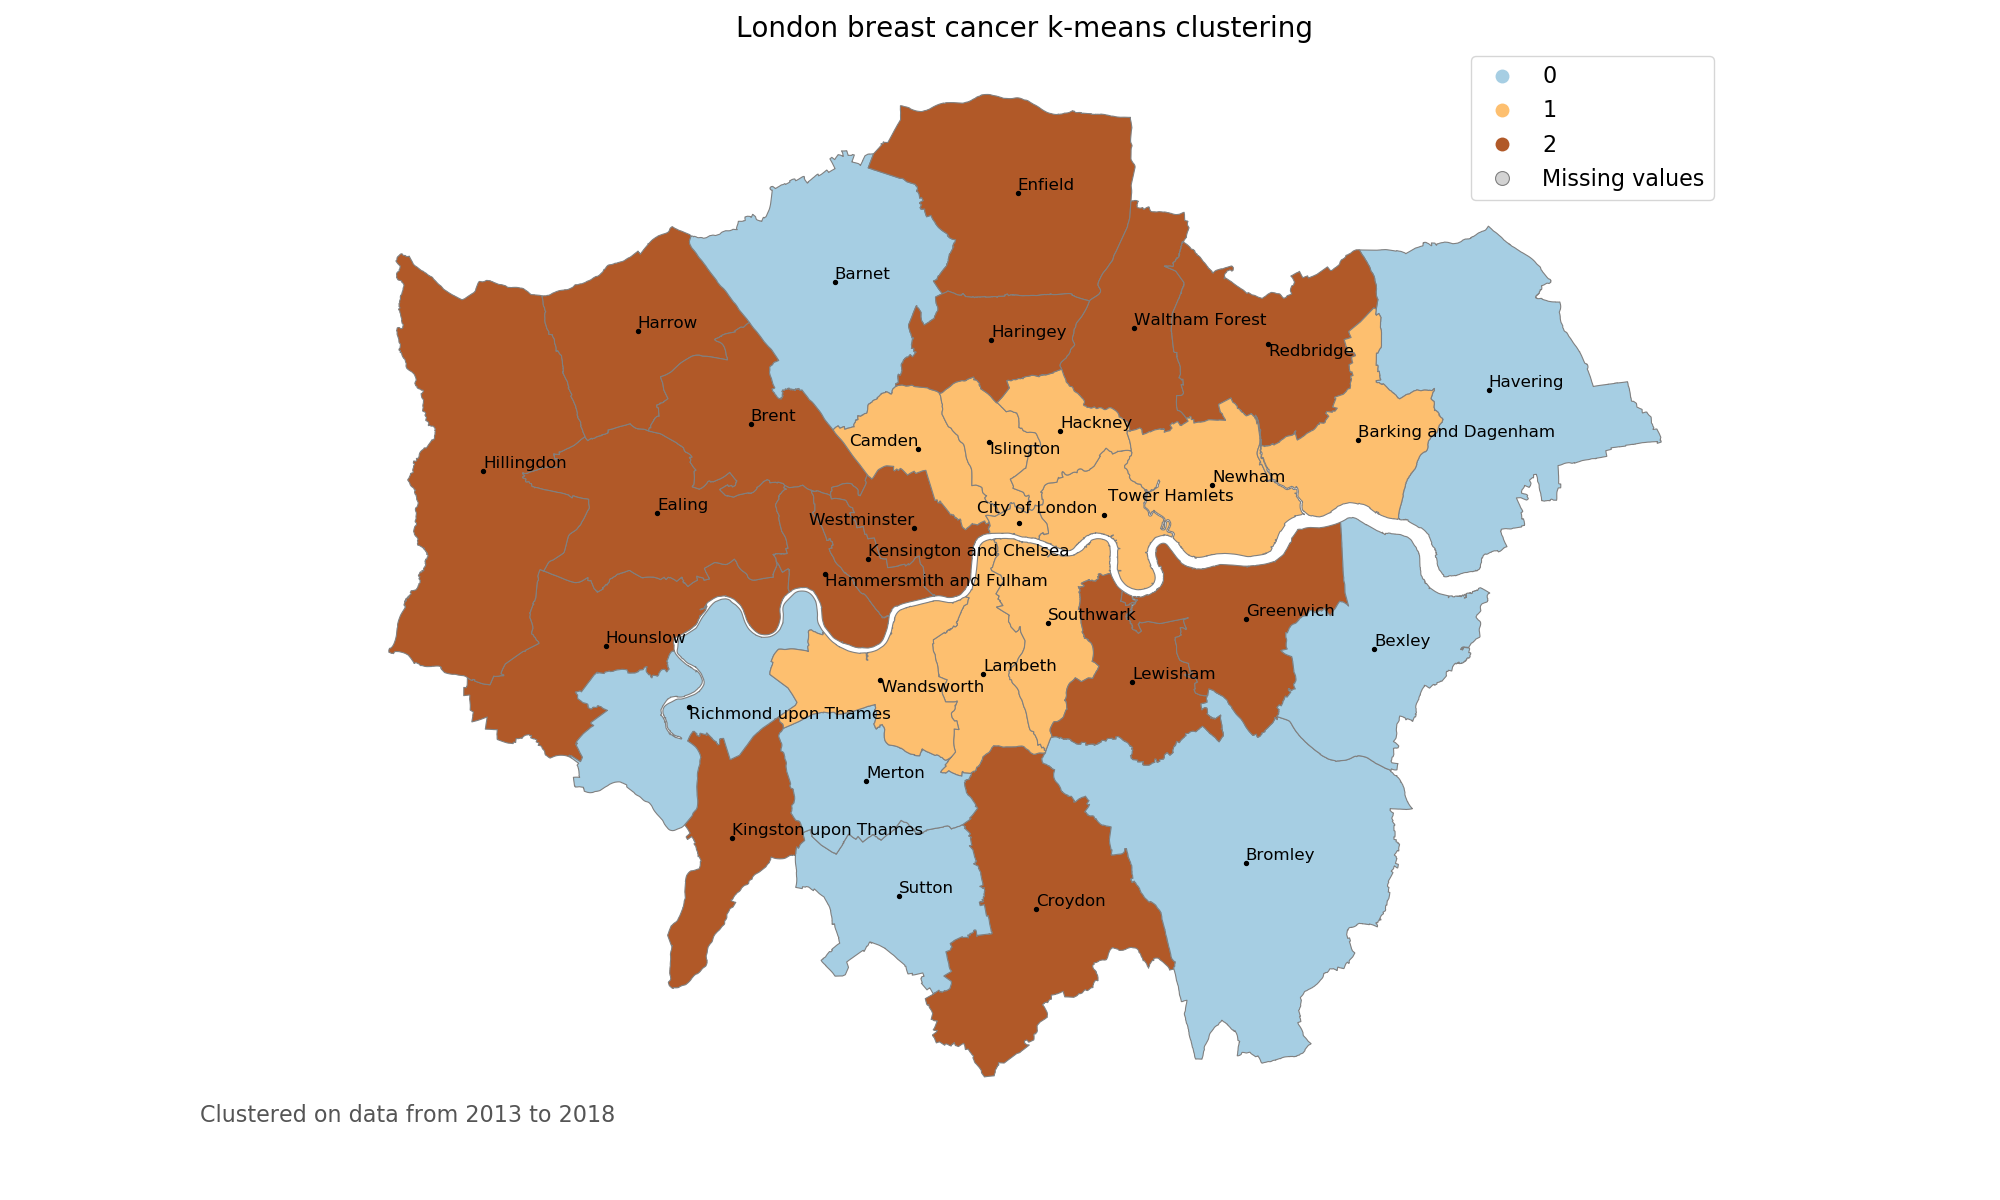 London breast cancer k-means clustering
0
1
2
Missing values
Enfield
Barnet
Harrow
Haringey
Waltham Forest
Redbridge
Havering
Brent
Hackney
Camden
Islington
Barking and Dagenham
Hillingdon
Newham
Ealing
Tower Hamlets
City of London
Westminster
Kensington and Chelsea
Hammersmith and Fulham
Southwark
Greenwich
Hounslow
Bexley
Lambeth
Lewisham
Wandsworth
Richmond upon Thames
Merton
Kingston upon Thames
Bromley
Sutton
Croydon
Clustered on data from 2013 to 2018